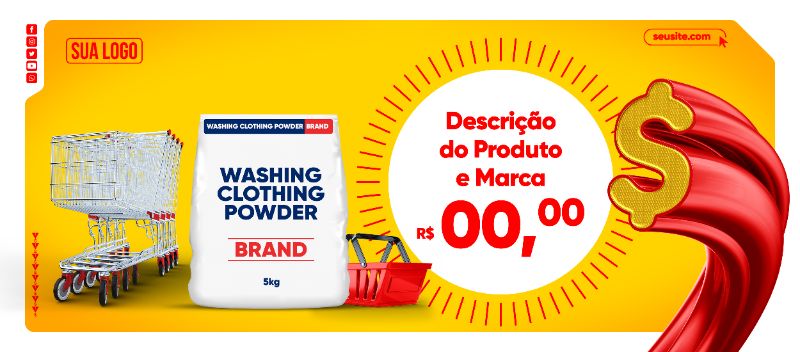 SUA LOGO
seusite.com
WASHING CLOTHING POWDER BRAND
WASHING
CLOTHING
POWDER
BRAND
5kg
Descrição
do Produto
e Marca
R$ 00,00
$